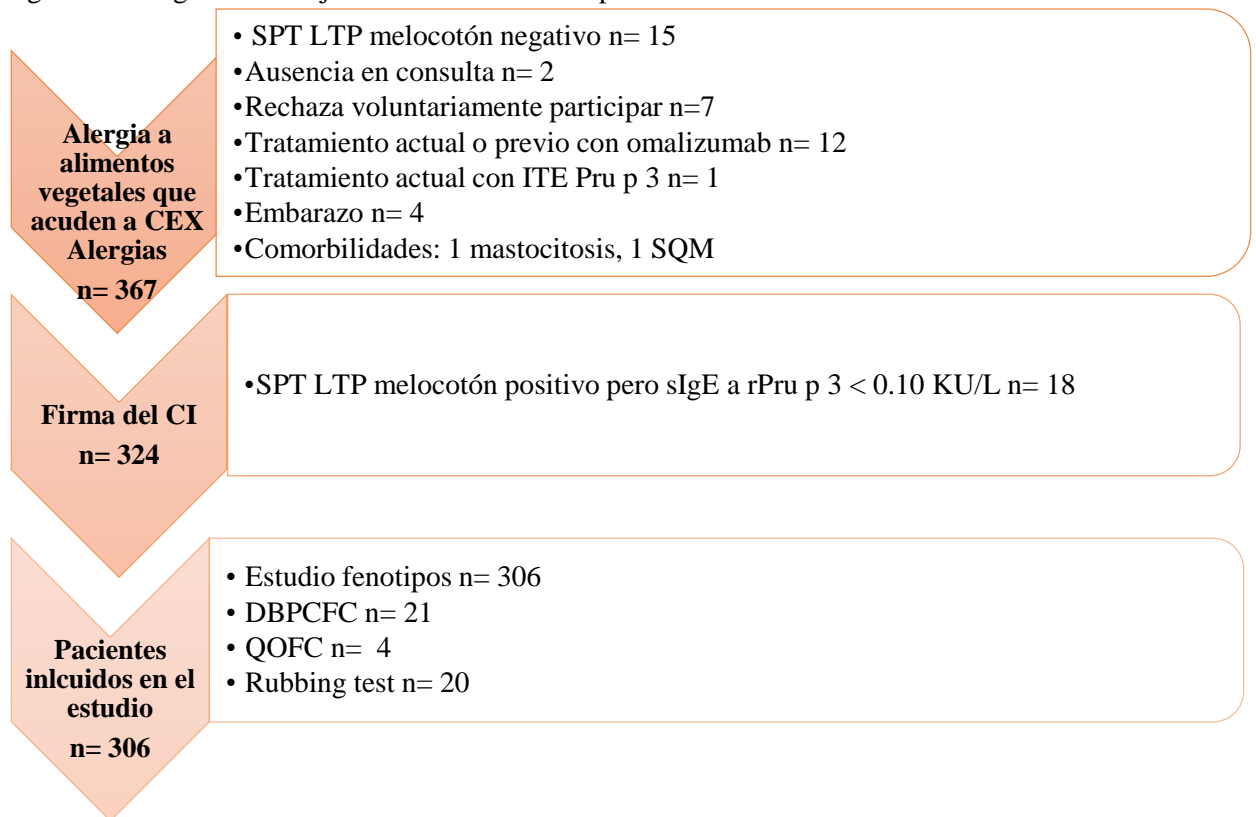 Alergia a
alimentos
vegetales que
acuden a CEX
Alergias
n= 367
• SPT LTP melocotón negativo n= 15
•Ausencia en consulta n= 2
•Rechaza voluntariamente participar n=7
•Tratamiento actual o previo con omalizumab n= 12
•Tratamiento actual con ITE Pru p 3 n= 1
•Embarazo n= 4
•Comorbilidades: 1 mastocitosis, 1 SQM
Firma del CI
n= 324
•SPT LTP melocotón positivo pero sIgE a rPru p 3 < 0.10 KU/L n= 18
Pacientes
inlcuidos en el
estudio
n= 306
• Estudio fenotipos n= 306
• DBPCFC n= 21
• QOFC n= 4
• Rubbing test n= 20